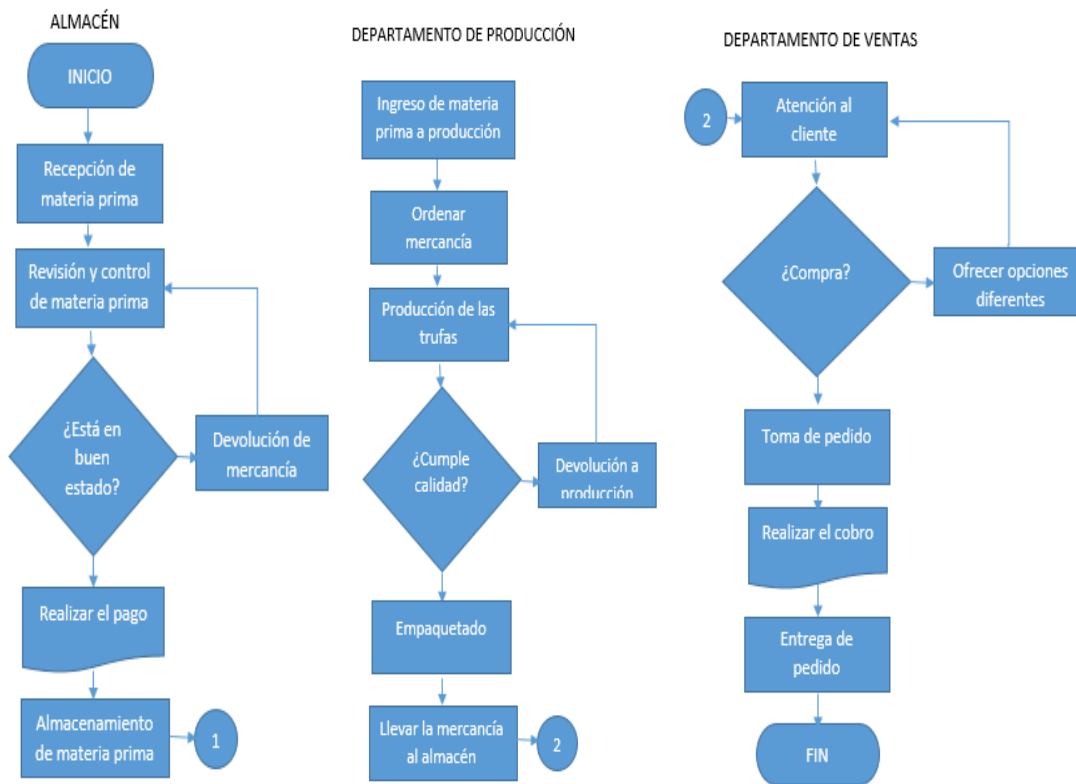 ALMACÉN
INICIO
Recepción de
materia prima
Revisión y control
de materia prima
¿Está en
buen
estado?
Devolución de
mercancía
Realizar el pago
Almacenamiento
de materia prima
1
DEPARTAMENTO DE PRODUCCIÓN
Ingreso de materia
prima a producción
Ordenar
mercancía
Producción de las
trufas
¿Cumple
calidad?
Devolución a
producción
Empaquetado
Llevar la mercancía
al almacén
2
DEPARTAMENTO DE VENTAS
2
Atención al
cliente
¿Compra?
Ofrecer opciones
diferentes
Toma de pedido
Realizar el cobro
Entrega de
pedido
FIN